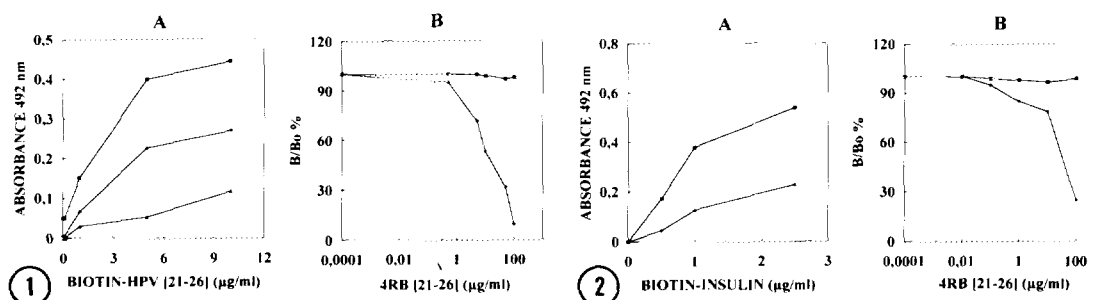 A
ABSORBANCE 492 nm
0,5
0,4
0,3
0,2
0,1
0
0 3 6 9 12
BIOTIN-HPV [21-26] (µg/ml)
1
B
B/Bo %
120
90
60
30
0
0,0001 0,01 1 100
4RB [21-26] (µg/ml)
A
ABSORBANCE 492 nm
0,8
0,6
0,4
0,2
0,
0 1 2 3
BIOTIN-INSULIN (µg/ml)
2
B
B/Bo %
120
90
60
30
0
0,0001 0,01 1 100
4RB [21-26] (µg/ml)